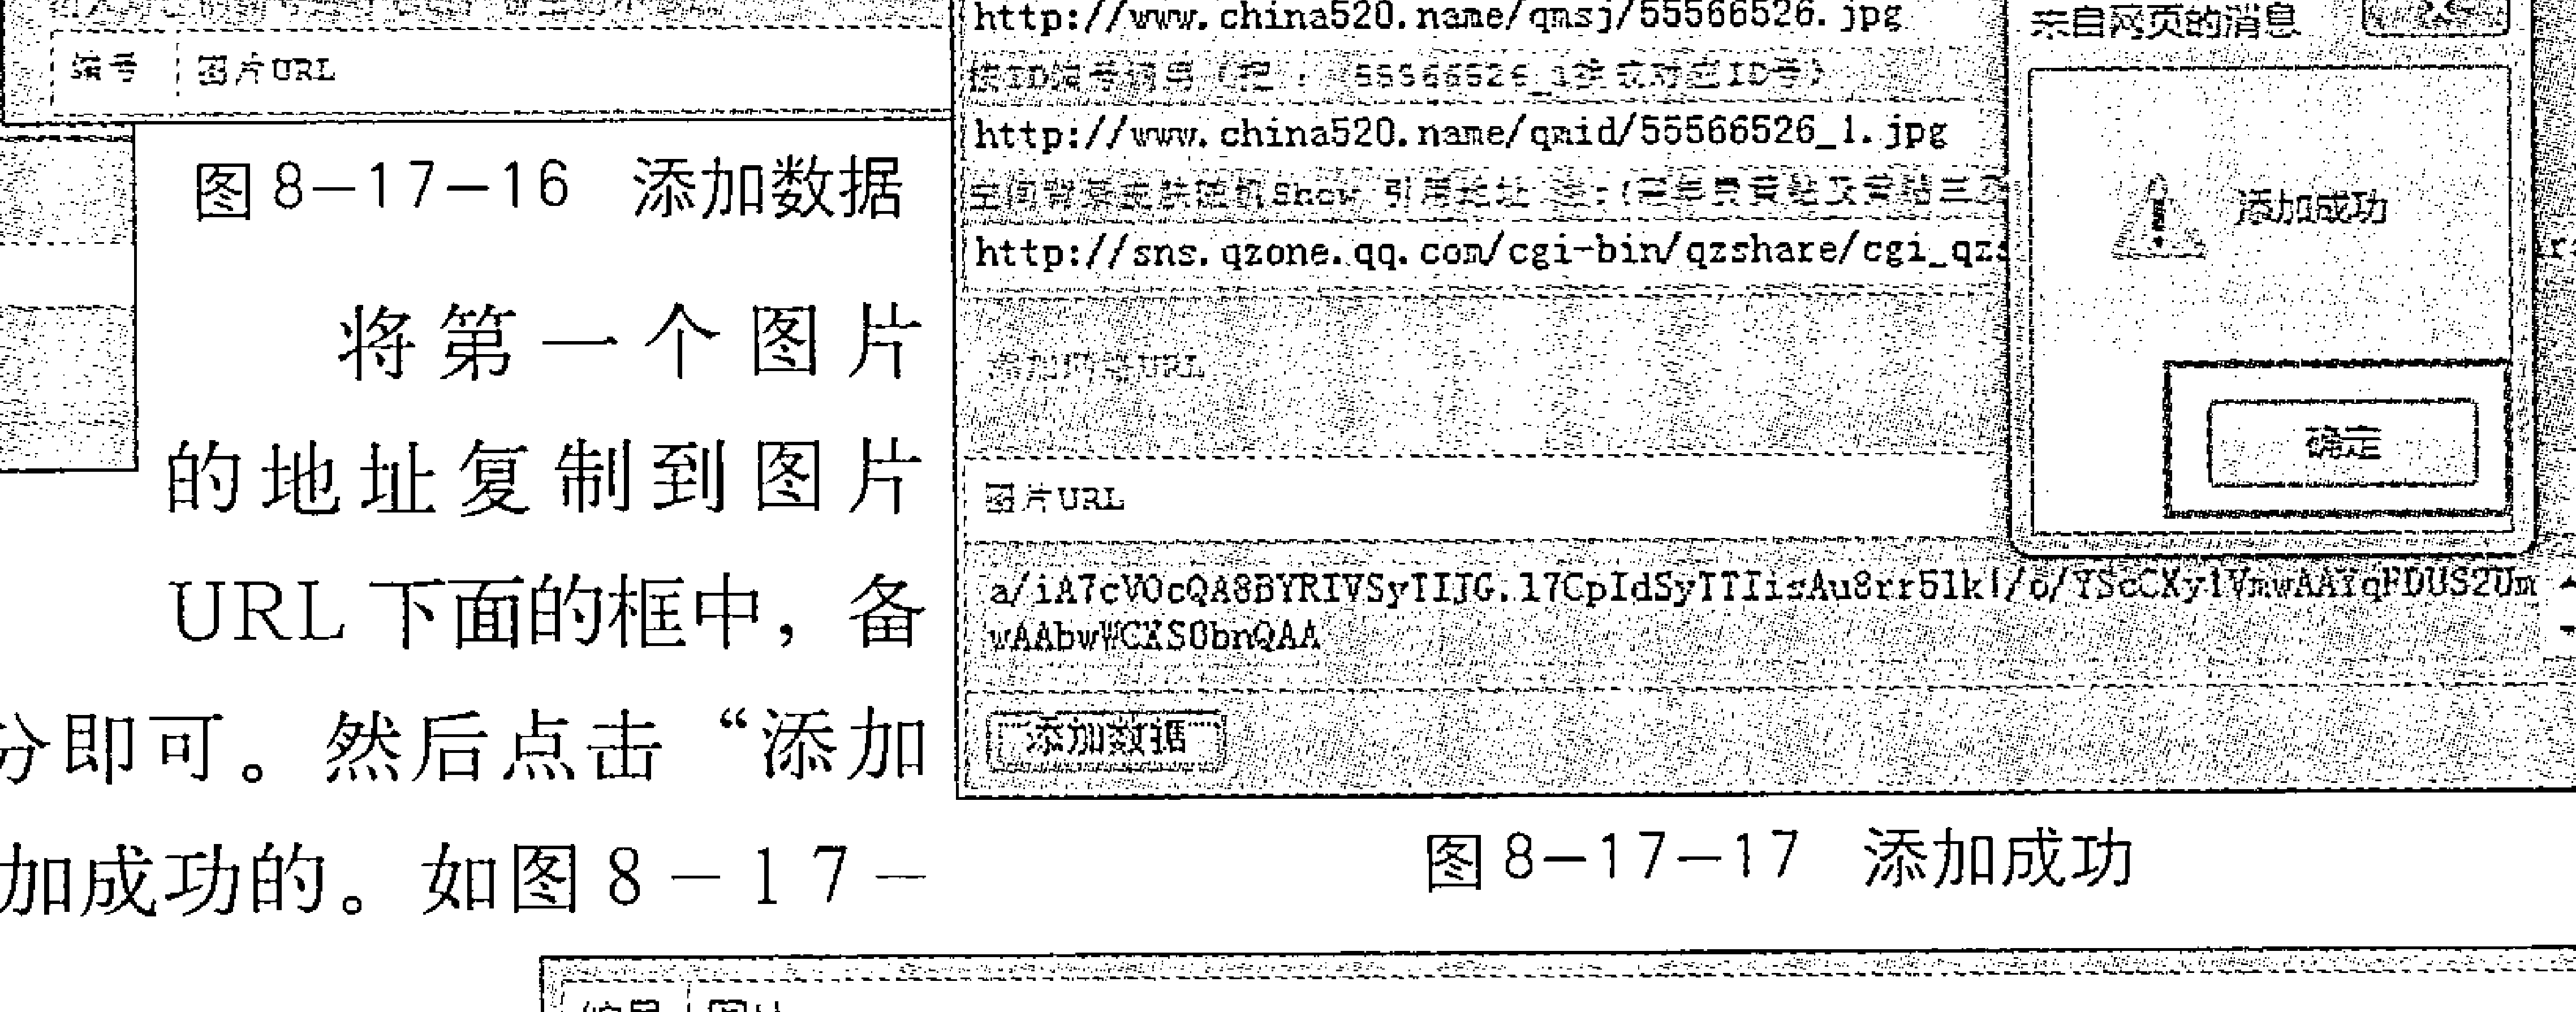 编号 图片URL
图8-17-16 添加数据
将第一个图片
的地址复制到图片
URL下面的框中，备
分即可。然后点击“添加
加成功的。如图8-17-
http://www.china520.name/qmsj/55566526.jpg
http://www.china520.name/qmid/55566526_1.jpg
http://sns.qzone.qq.com/cgi-bin/qzshare/cgi_qzs
图片URL
wAAbwWCXS0bnQAA
添加数据
来自网页的消息
添加成功
确定
图8-17-17 添加成功
编号 图片